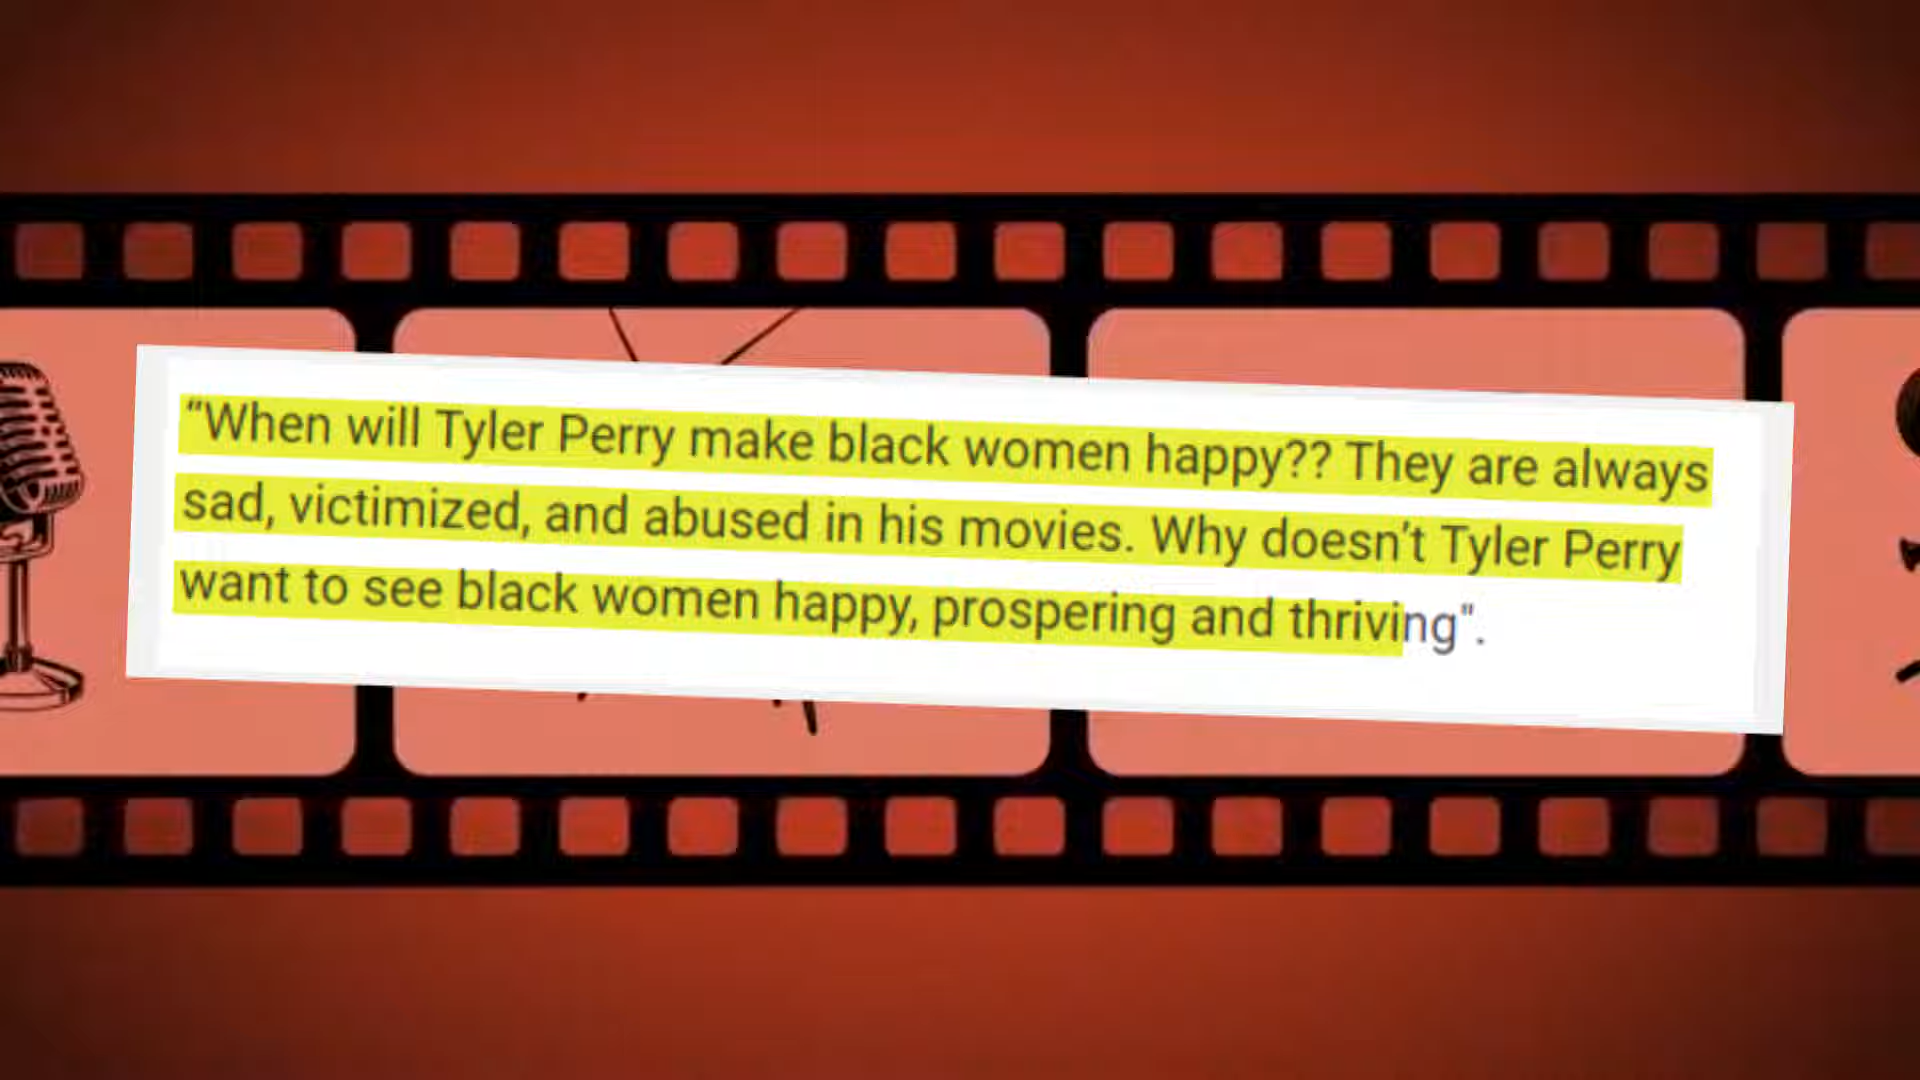 “When will Tyler Perry make black women happy?? They are always
sad, victimized, and abused in his movies. Why doesn’t Tyler Perry
want to see black women happy, prospering and thriving".